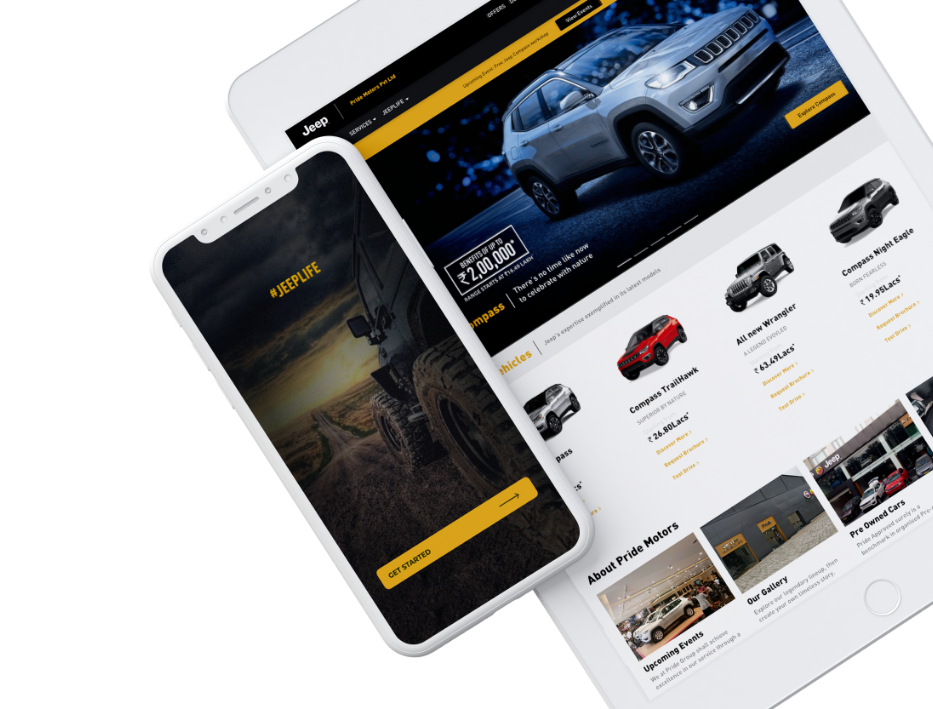 OFFERS
Pride Motors Pvt Ltd
Jeep
SERVICES
JEEPLIFE
Upcoming Event: Free Jeep Compass workshop
View Events
Explore Compass
BENEFITS OF UP TO
₹2,00,000*
RANGE STARTS AT ₹16.49 LAKH*
mpass
There's no time like now
to celebrate with nature
hicles
Jeep's expertise exemplified in its latest models
pass
Compass TrailHawk
SUPERIOR BY NATURE
₹ 26.80Lacs*
Discover More >
Request Brochure >
Test Drive >
All new Wrangler
A LEGEND EVOVLED
₹ 63.49Lacs*
Discover More >
Request Brochure >
Test Drive >
Compass Night Eagle
BORN FEARLESS
₹ 19.95Lacs*
Discover More >
Request Brochure >
Test Drive >
About Pride Motors
Upcoming Events
We at Pride Group shall achieve
excellence in our service through a
Our Gallery
Explore our legendary lineup, then
create your own timeless story.
Jeep
Pre Owned Cars
Pride Approved surely is a
benchmark in organised Pre-
#JEEPLIFE
GET STARTED